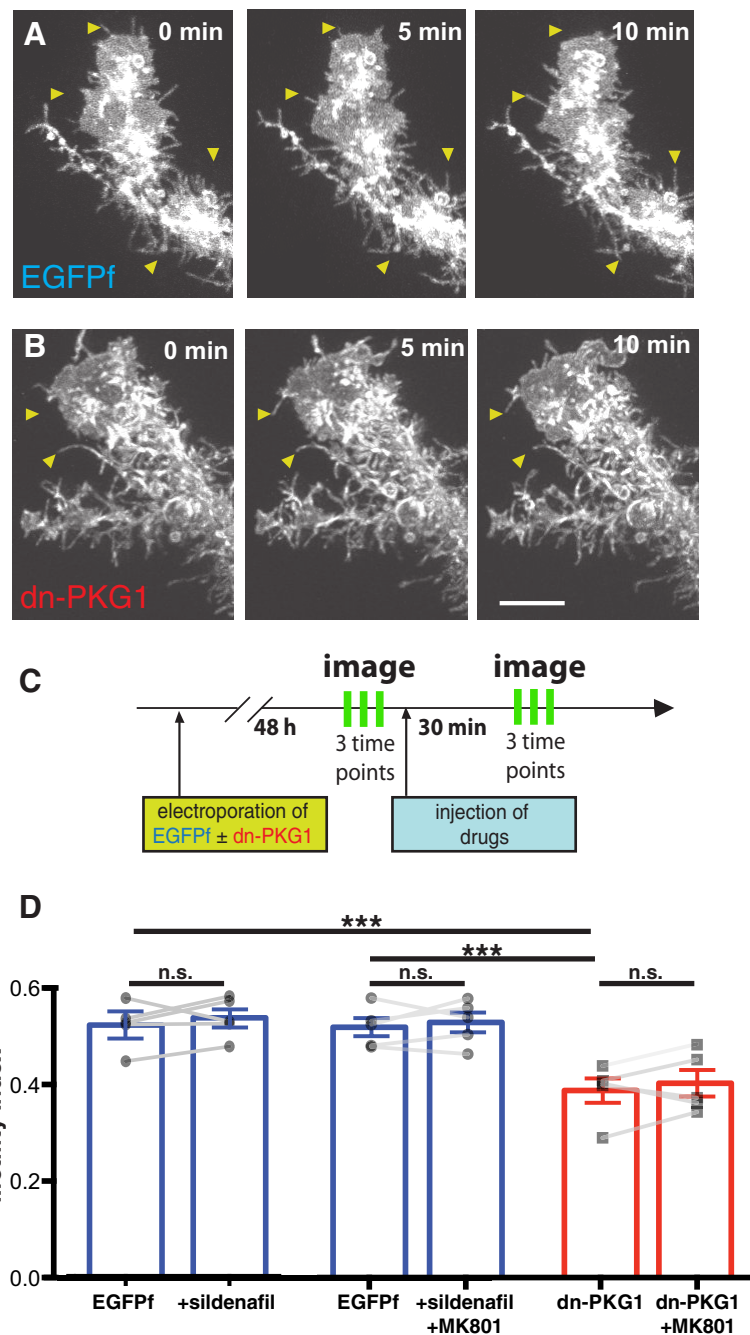 A
0 min
5 min
10 min
EGFPf
B
0 min
5 min
10 min
dn-PKG1
C
image
image
48 h
30 min
3 time
points
3 time
points
electroporation of
EGFPf ± dn-PKG1
injection of
drugs
D
***
***
n.s.
n.s.
n.s.
0.6
0.4
0.2
0.0
EGFPf
+sildenafil
EGFPf
+sildenafil
+MK801
dn-PKG1
dn-PKG1
+MK801